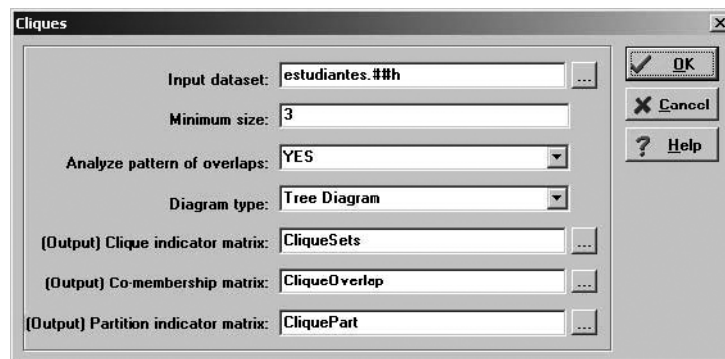 Cliques
Input dataset: estudiantes.##h ...
Minimum size: 3
Analyze pattern of overlaps: YES
Diagram type: Tree Diagram
(Output) Clique indicator matrix: CliqueSets ...
(Output) Co-membership matrix: CliqueOverlap ...
(Output) Partition indicator matrix: CliquePart ...
OK
Cancel
? Help